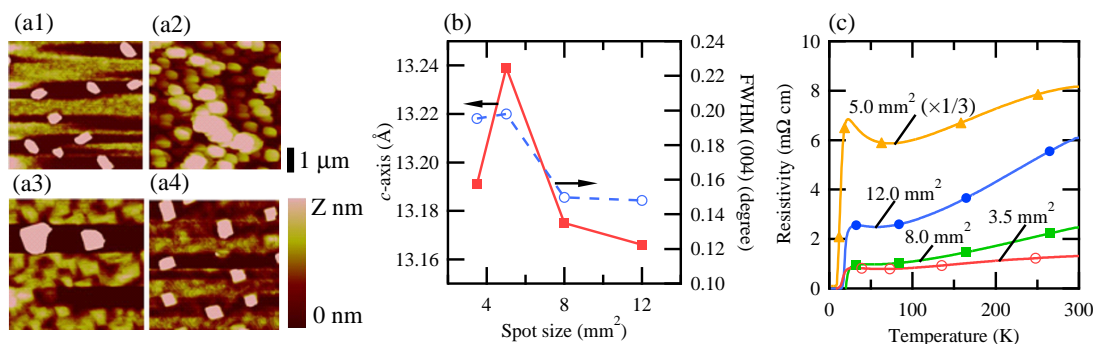 (a1)
(a2)
1 μm
(a3)
(a4)
Z nm
0 nm
(b)
13.24
13.22
13.20
13.18
13.16
c-axis (Å)
0.24
0.22
0.20
0.18
0.16
0.14
0.12
0.10
FWHM (004) (degree)
4
8
12
Spot size (mm²)
(c)
8
6
4
2
0
Resistivity (mΩ cm)
5.0 mm² (×1/3)
12.0 mm²
3.5 mm²
8.0 mm²
0
100
200
300
Temperature (K)